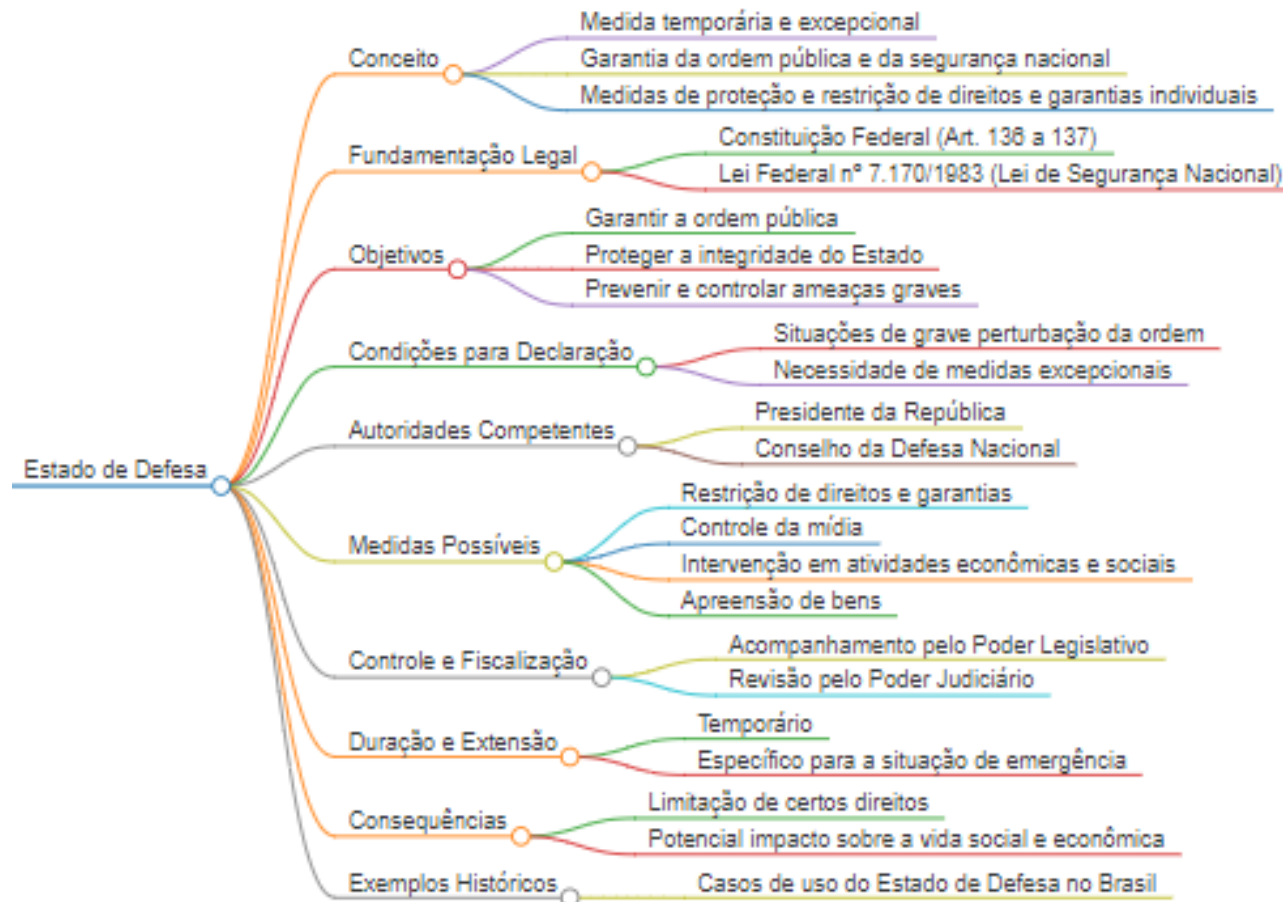 Estado de Defesa
Conceito
Medida temporária e excepcional
Garantia da ordem pública e da segurança nacional
Medidas de proteção e restrição de direitos e garantias individuais
Fundamentação Legal
Constituição Federal (Art. 136 a 137)
Lei Federal nº 7.170/1983 (Lei de Segurança Nacional)
Objetivos
Garantir a ordem pública
Proteger a integridade do Estado
Prevenir e controlar ameaças graves
Condições para Declaração
Situações de grave perturbação da ordem
Necessidade de medidas excepcionais
Autoridades Competentes
Presidente da República
Conselho da Defesa Nacional
Medidas Possíveis
Restrição de direitos e garantias
Controle da mídia
Intervenção em atividades econômicas e sociais
Apreensão de bens
Controle e Fiscalização
Acompanhamento pelo Poder Legislativo
Revisão pelo Poder Judiciário
Duração e Extensão
Temporário
Específico para a situação de emergência
Consequências
Limitação de certos direitos
Potencial impacto sobre a vida social e econômica
Exemplos Históricos
Casos de uso do Estado de Defesa no Brasil